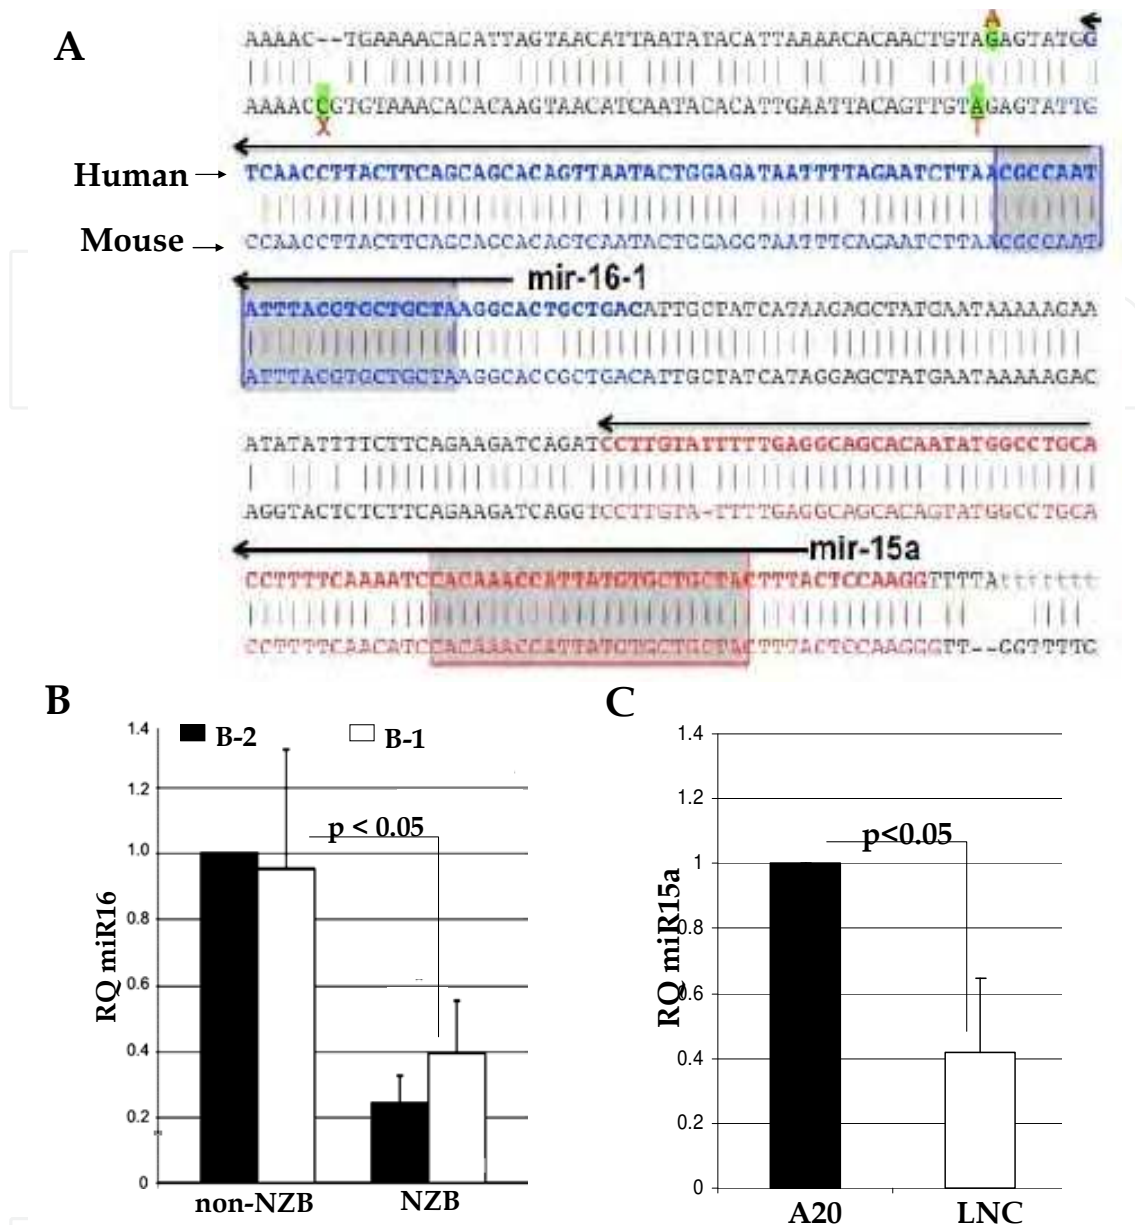 A
A
AAAAC--TGAAAACACATTAGTAACATTAATATACATTAAAACACAACTGTAGAGTATGG
AAAACCGTGTAAACACACAAGTAACATCAATACACATTGAATTACAGTTGTAGAGTATTG
X T
Human
TCAACCTTACTTCAGCAGCACAGTTAATACTGGAGATAATTTTAGAATCTTAACGCCAAT
Mouse
CCAACCTTACTTCAGCAGCACAGTCAATACTGGAGGTAATTTCAGAATCTTAACGCCAAT
mir-16-1
ATTTACGTGCTGCTAAGGCACTGCTGACATTGCTATCATAAGAGCTATGAATAAAAAGAA
ATTTACGTGCTGCTAAGGCACCGCTGACATTGCTATCATAGGAGCTATGAATAAAAAGAC
ATATATTTTCTTCAGAAGATCAGATCCTTGTATTTTTGAGGCAGCACAATATGGCCTGCA
AGGTACTCTCTTCAGAAGATCAGGTCCTTGTA-TTTTGAGGCAGCACAGTATGGCCTGCA
mir-15a
CCTTTTCAAAATCCACAAACCATTATGTGCTGCTACTTTACTCCAAGGTTTTAttttttt
CCTTTTCAACATCCACAAACCATTATGTGCTGCTACTTTACTCCAAGGGTT--GGTTTTG
B
B-2 B-1
RQ miR16
1.4
1.2
1.0
0.8
0.6
0.4
0.2
0
p < 0.05
non-NZB NZB
C
RQ miR15a
1.4
1.2
1
0.8
0.6
0.4
0.2
0
p<0.05
A20 LNC